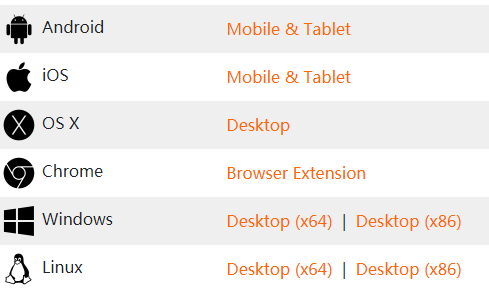 Android Mobile & Tablet
iOS Mobile & Tablet
OS X Desktop
Chrome Browser Extension
Windows Desktop (x64) | Desktop (x86)
Linux Desktop (x64) | Desktop (x86)